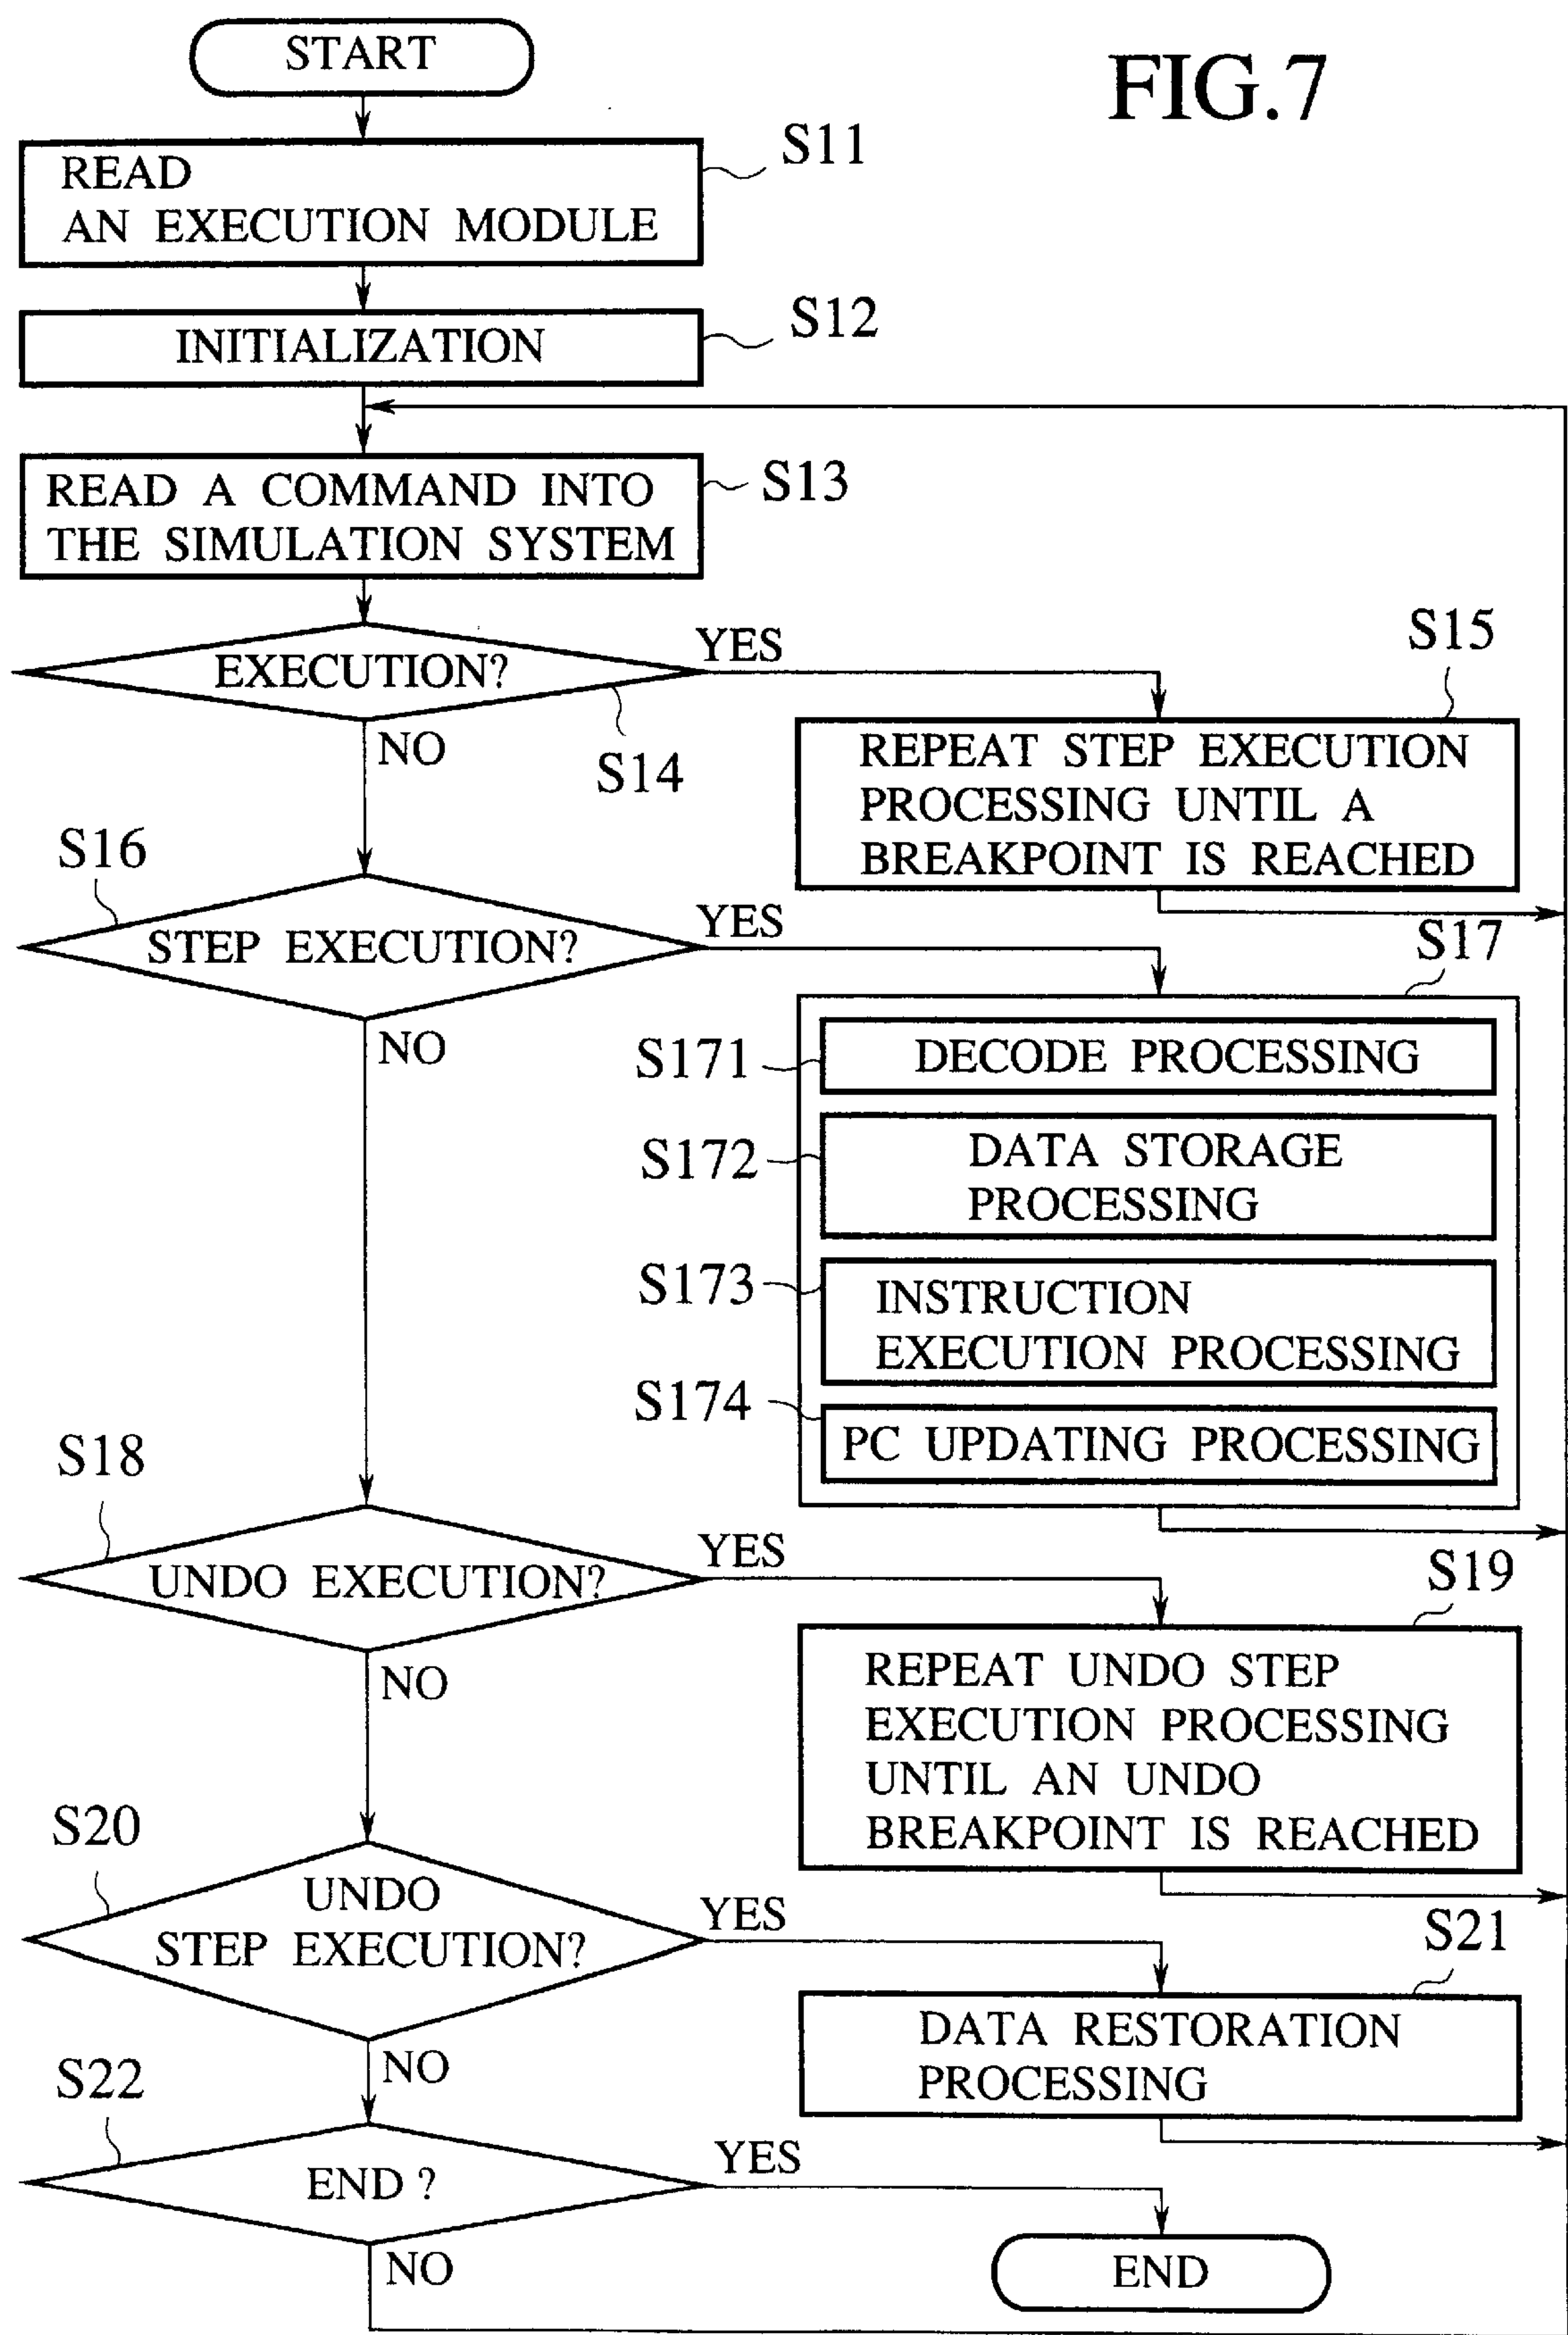 START
FIG.7
S11
READ
AN EXECUTION MODULE
S12
INITIALIZATION
S13
READ A COMMAND INTO
THE SIMULATION SYSTEM
YES
S15
EXECUTION?
NO
S14
REPEAT STEP EXECUTION
PROCESSING UNTIL A
BREAKPOINT IS REACHED
S16
YES
S17
STEP EXECUTION?
NO
S171
DECODE PROCESSING
S172
DATA STORAGE
PROCESSING
S173
INSTRUCTION
EXECUTION PROCESSING
S174
PC UPDATING PROCESSING
S18
YES
S19
UNDO EXECUTION?
NO
REPEAT UNDO STEP
EXECUTION PROCESSING
UNTIL AN UNDO
BREAKPOINT IS REACHED
S20
UNDO
STEP EXECUTION?
YES
S21
NO
DATA RESTORATION
PROCESSING
S22
YES
END ?
NO
END